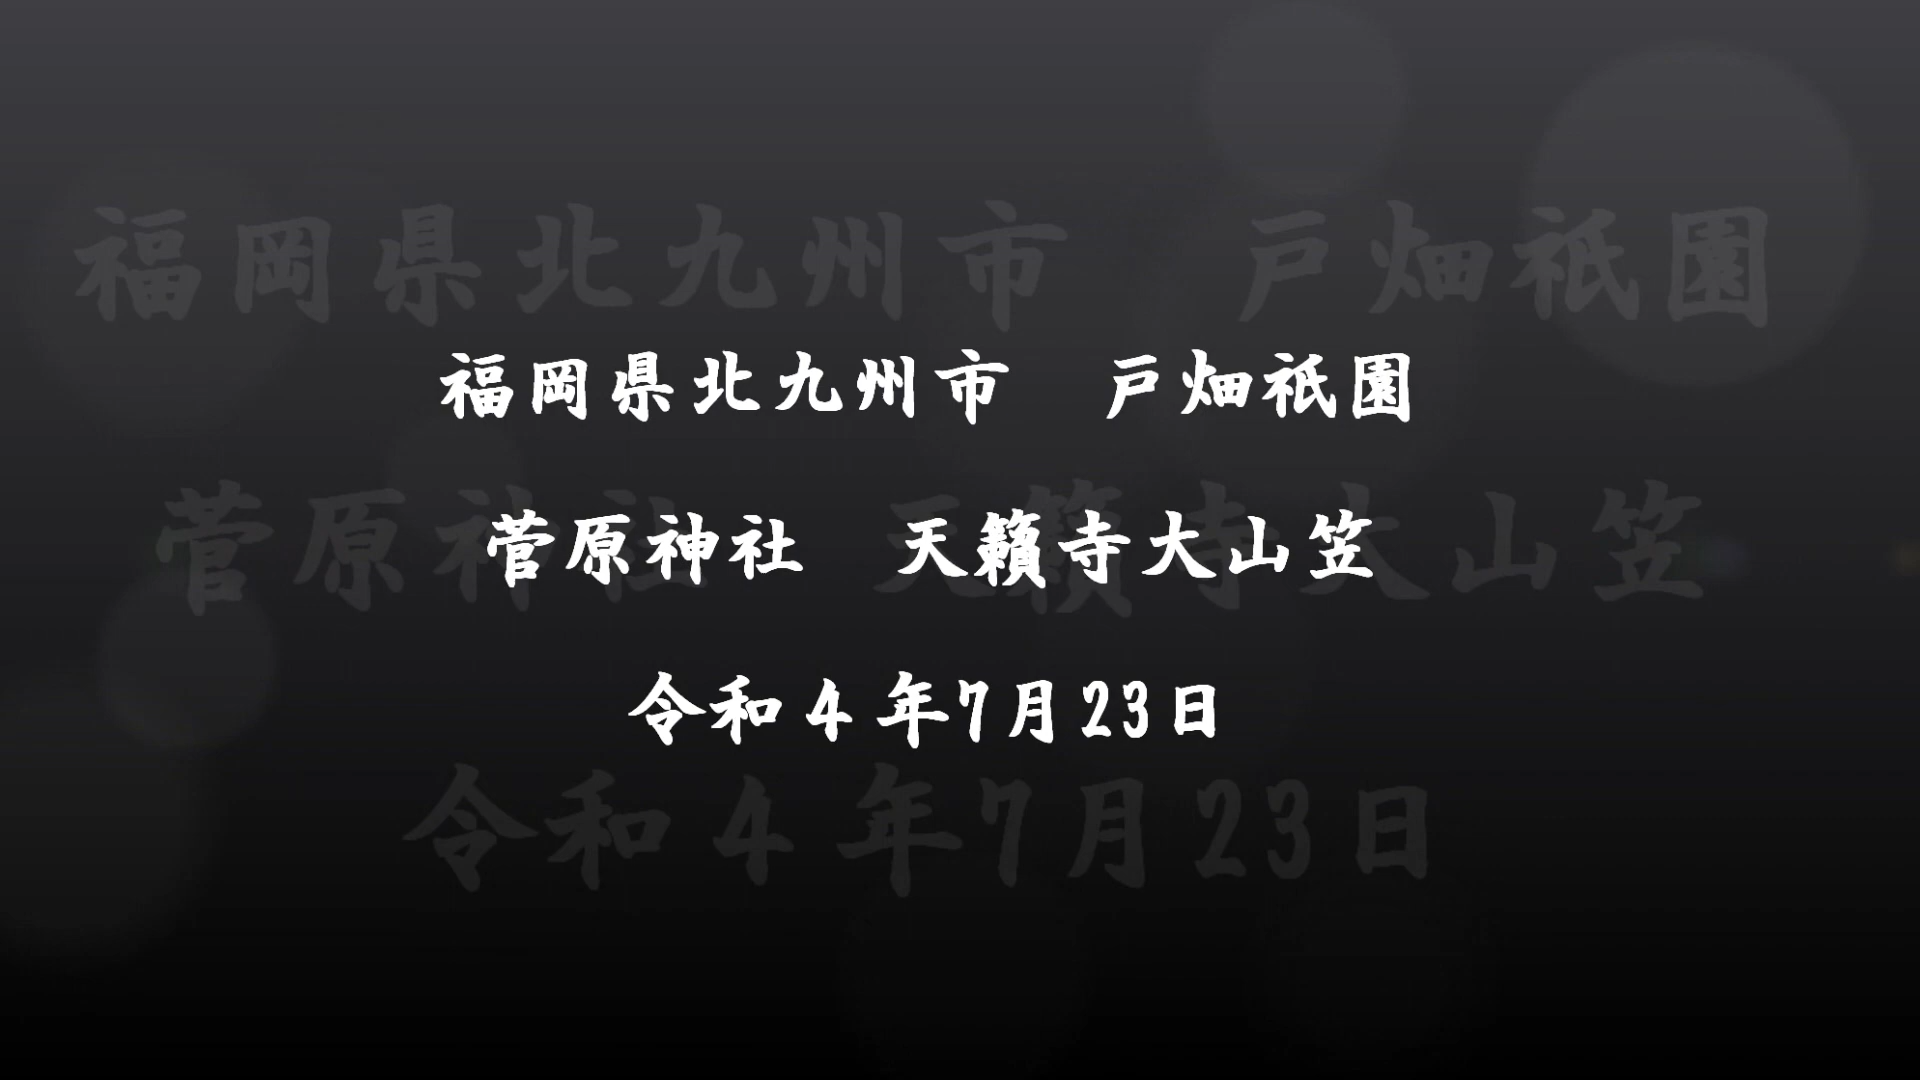 福岡県北九州市　戸畑祇園
菅原神社　天籟寺大山笠
令和４年7月23日